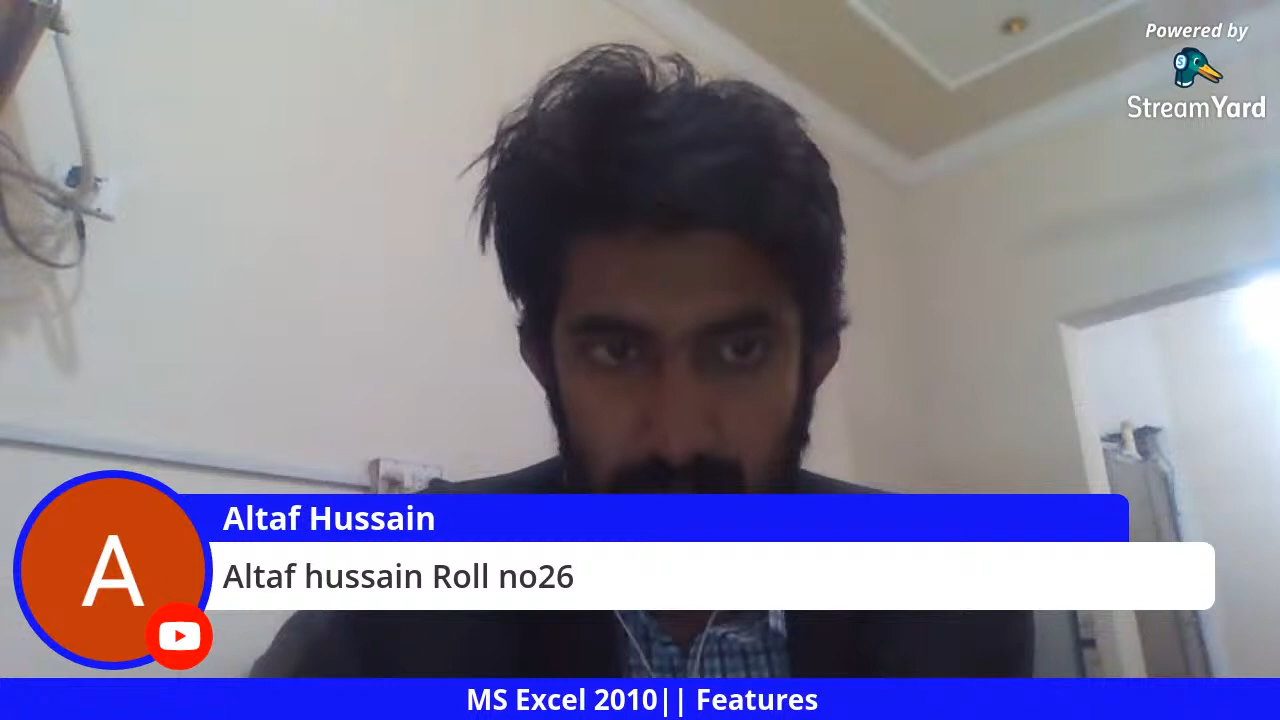 Powered by
StreamYard
Altaf Hussain
A
Altaf hussain Roll no26
MS Excel 2010|| Features